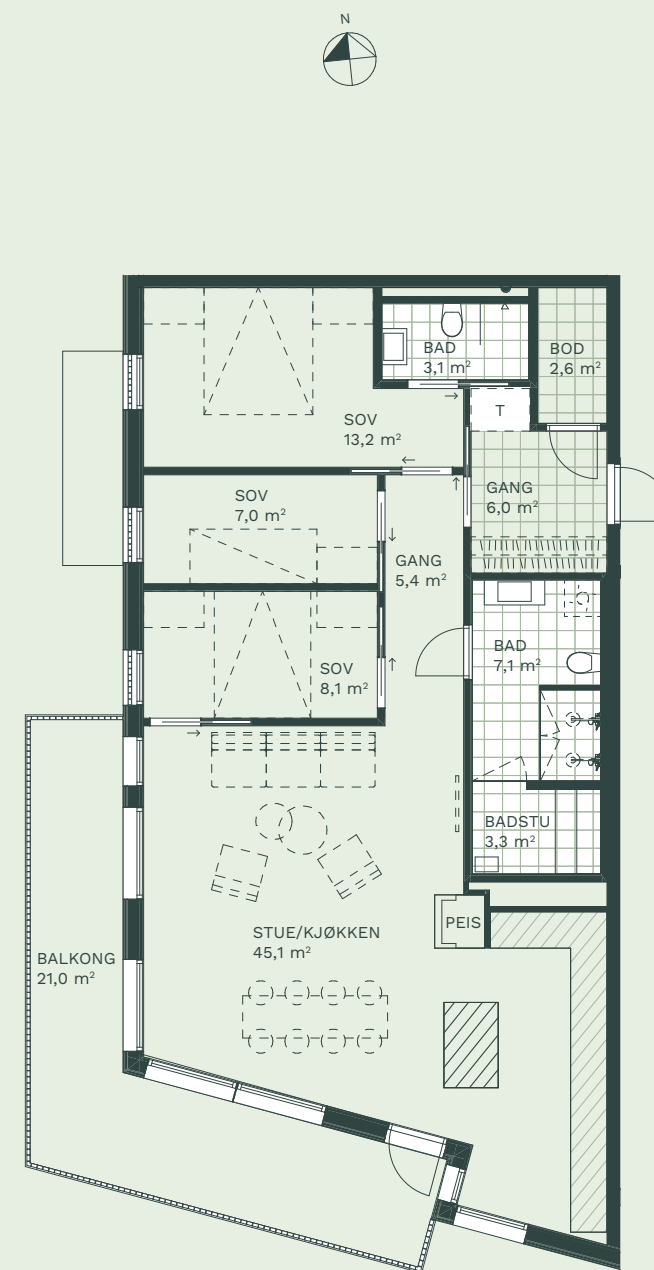 N
BAD
3,1 m²
BOD
2,6 m²
T
SOV
13,2 m²
SOV
7,0 m²
GANG
6,0 m²
GANG
5,4 m²
BAD
7,1 m²
SOV
8,1 m²
BADSTU
3,3 m²
PEIS
STUE/KJØKKEN
45,1 m²
BALKONG
21,0 m²